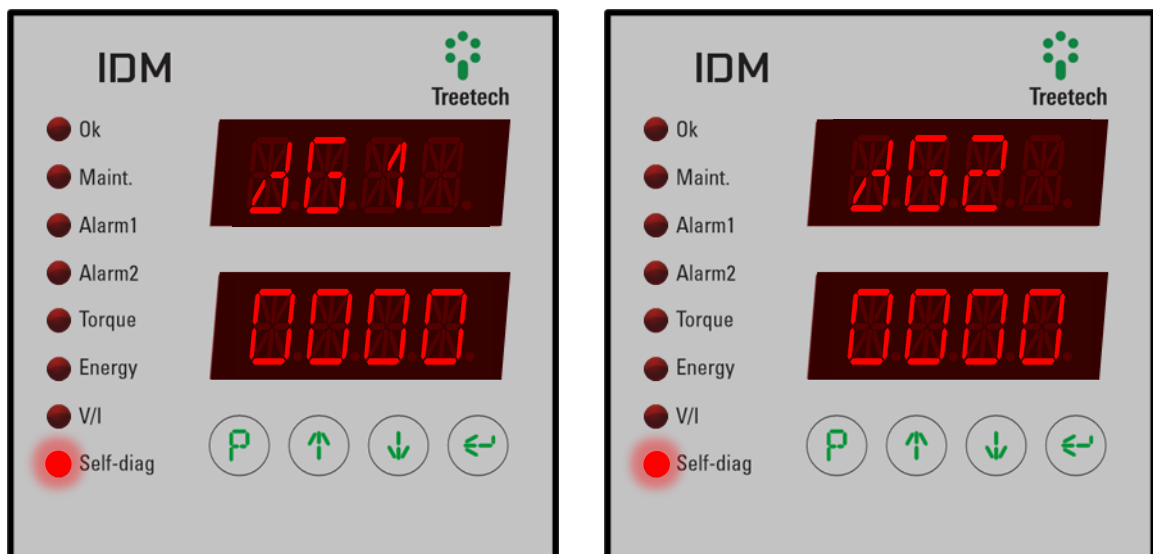 IDM
Treetech
Ok
dG1
Maint.
Alarm1
Alarm2
0000
Torque
Energy
V/I
P
Self-diag
IDM
Treetech
Ok
dG2
Maint.
Alarm1
Alarm2
0000
Torque
Energy
V/I
P
Self-diag